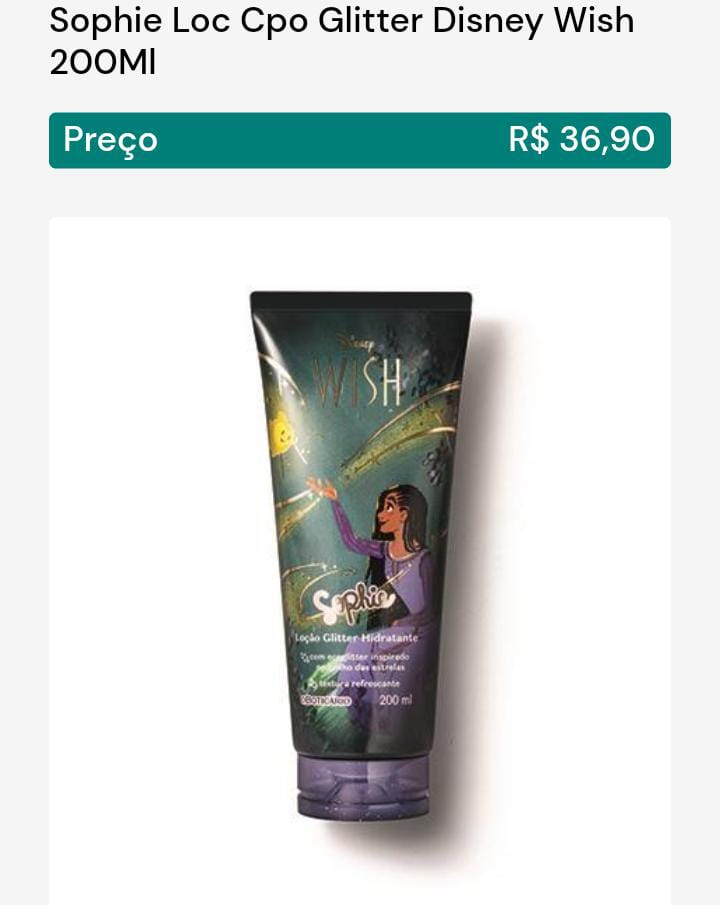 Sophie Loc Cpo Glitter Disney Wish
200Ml
Preço
R$ 36,90
Disney
WISH
Sophie
Loção Glitter Hidratante
com ecoglitter inspirado
no brilho das estrelas
textura refrescante
O BOTICÁRIO
200 ml